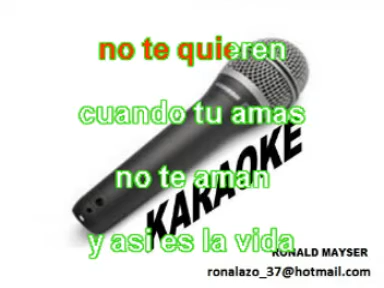 no te quieren
cuando tu amas
no te aman
y asi es la vida
KARAOKE
RONALD MAYSER
ronalazo_37@hotmail.com